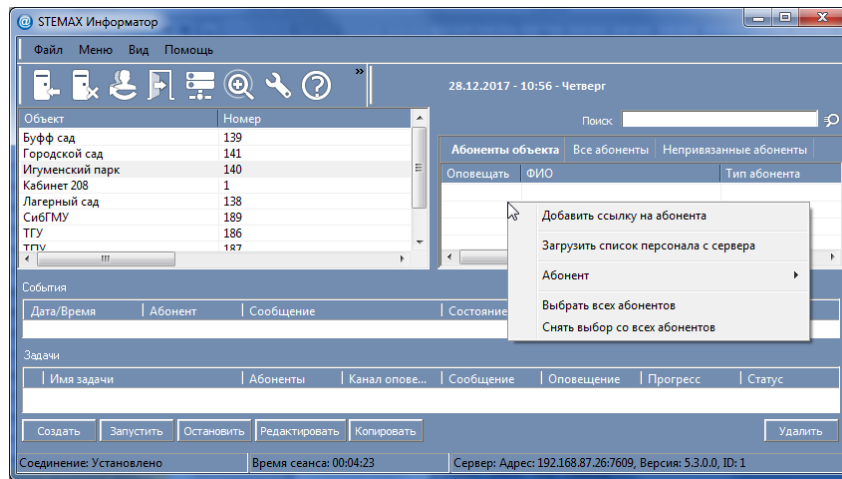 STEMAX Информатор
Файл Меню Вид Помощь
»
28.12.2017 - 10:56 - Четверг
Поиск
Объект Номер
Буфф сад 139
Городской сад 141
Игуменский парк 140
Кабинет 208 1
Лагерный сад 138
СибГМУ 189
ТГУ 186
ТПУ 187
Абоненты объекта Все абоненты Непривязанные абоненты
Оповещать ФИО Тип абонента
Добавить ссылку на абонента
Загрузить список персонала с сервера
Абонент
Выбрать всех абонентов
Снять выбор со всех абонентов
События
Дата/Время Абонент Сообщение Состояние
Задачи
Имя задачи Абоненты Канал опове... Сообщение Оповещение Прогресс Статус
Создать Запустить Остановить Редактировать Копировать Удалить
Соединение: Установлено Время сеанса: 00:04:23 Сервер: Адрес: 192.168.87.26:7609, Версия: 5.3.0.0, ID: 1